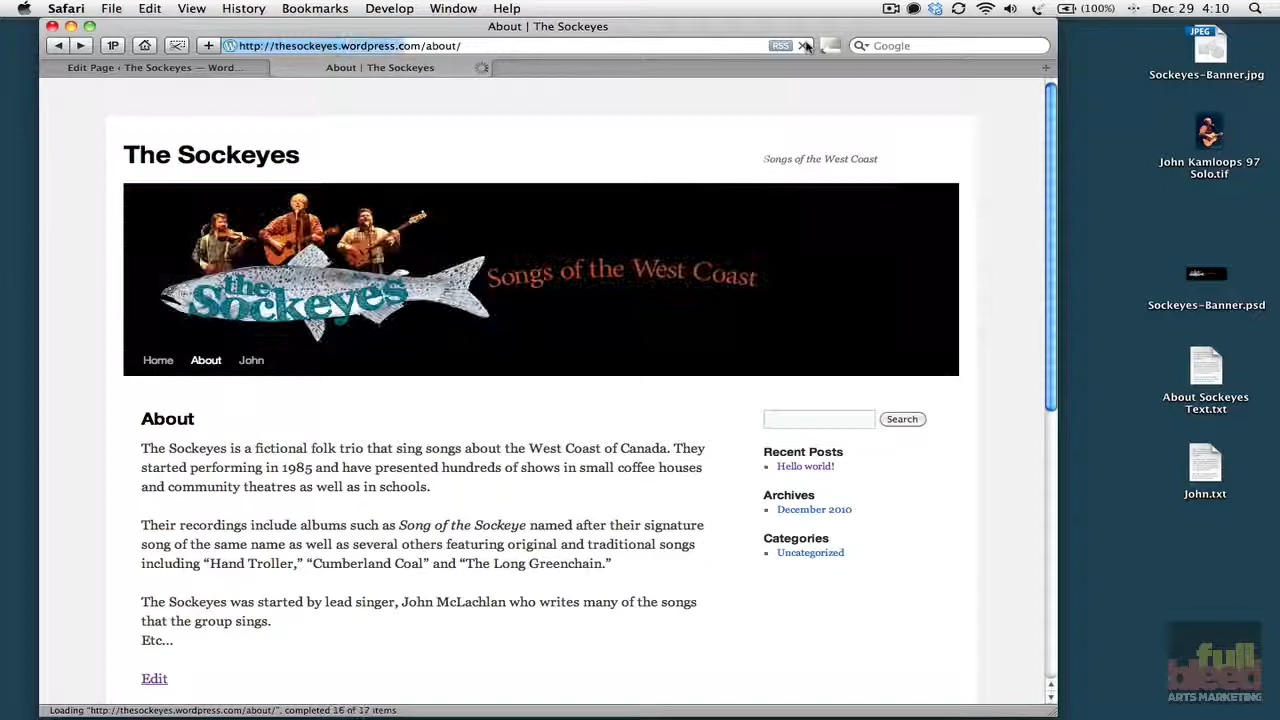 Safari File Edit View History Bookmarks Develop Window Help (100%) Dec 29 4:10
About | The Sockeyes
1P http://thesockeyes.wordpress.com/about/ RSS Google
Edit Page ‹ The Sockeyes — Word... About | The Sockeyes
The Sockeyes
Songs of the West Coast
the Sockeyes
Songs of the West Coast
Home About John
About
The Sockeyes is a fictional folk trio that sing songs about the West Coast of Canada. They
started performing in 1985 and have presented hundreds of shows in small coffee houses
and community theatres as well as in schools.
Their recordings include albums such as Song of the Sockeye named after their signature
song of the same name as well as several others featuring original and traditional songs
including “Hand Troller,” “Cumberland Coal” and “The Long Greenchain.”
The Sockeyes was started by lead singer, John McLachlan who writes many of the songs
that the group sings.
Etc...
Edit
Search
Recent Posts
Hello world!
Archives
December 2010
Categories
Uncategorized
Loading “http://thesockeyes.wordpress.com/about/”, completed 16 of 17 items
JPEG
Sockeyes-Banner.jpg
John Kamloops 97
Solo.tif
Sockeyes-Banner.psd
About Sockeyes
Text.txt
John.txt
full
bleed
ARTS MARKETING